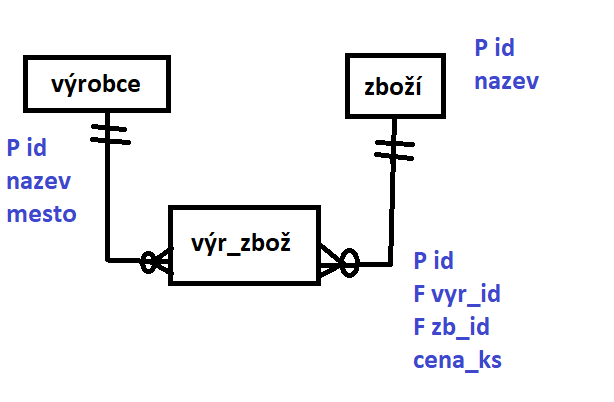 výrobce
zboží
P id
nazev
P id
nazev
mesto
výr_zbož
P id
F vyr_id
F zb_id
cena_ks